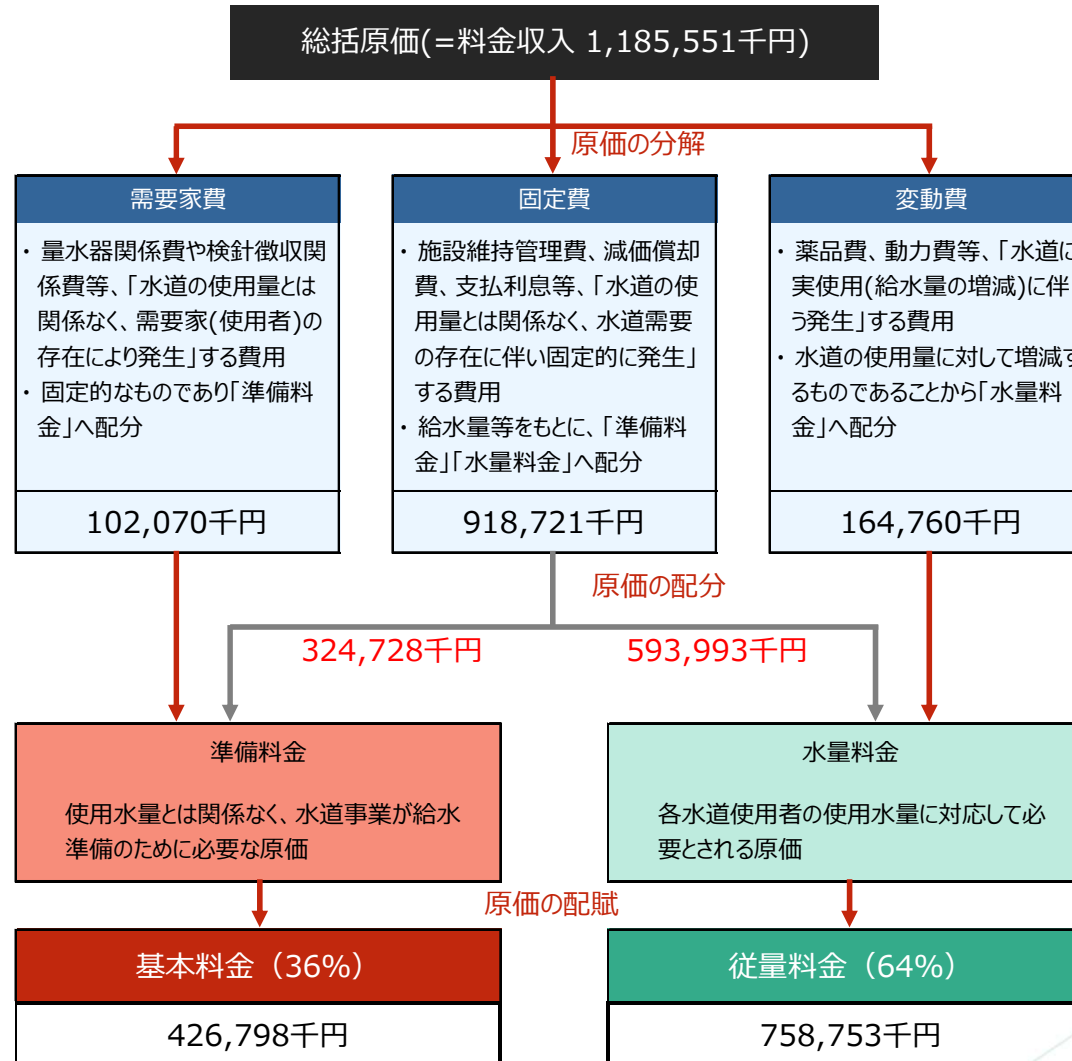 総括原価(=料金収入 1,185,551千円)
原価の分解
需要家費
・ 量水器関係費や検針徴収関
係費等、「水道の使用量とは
関係なく、需要家(使用者)の
存在により発生」する費用
・ 固定的なものであり「準備料
金」へ配分
102,070千円
固定費
・ 施設維持管理費、減価償却
費、支払利息等、「水道の使
用量とは関係なく、水道需要
の存在に伴い固定的に発生」
する費用
・ 給水量等をもとに、「準備料
金」「水量料金」へ配分
918,721千円
変動費
・ 薬品費、動力費等、「水道に
実使用(給水量の増減)に伴
う発生」する費用
・ 水道の使用量に対して増減す
るものであることから「水量料
金」へ配分
164,760千円
原価の配分
324,728千円
593,993千円
準備料金
使用水量とは関係なく、水道事業が給水
準備のために必要な原価
水量料金
各水道使用者の使用水量に対応して必
要とされる原価
原価の配賦
基本料金（36%）
426,798千円
従量料金（64%）
758,753千円